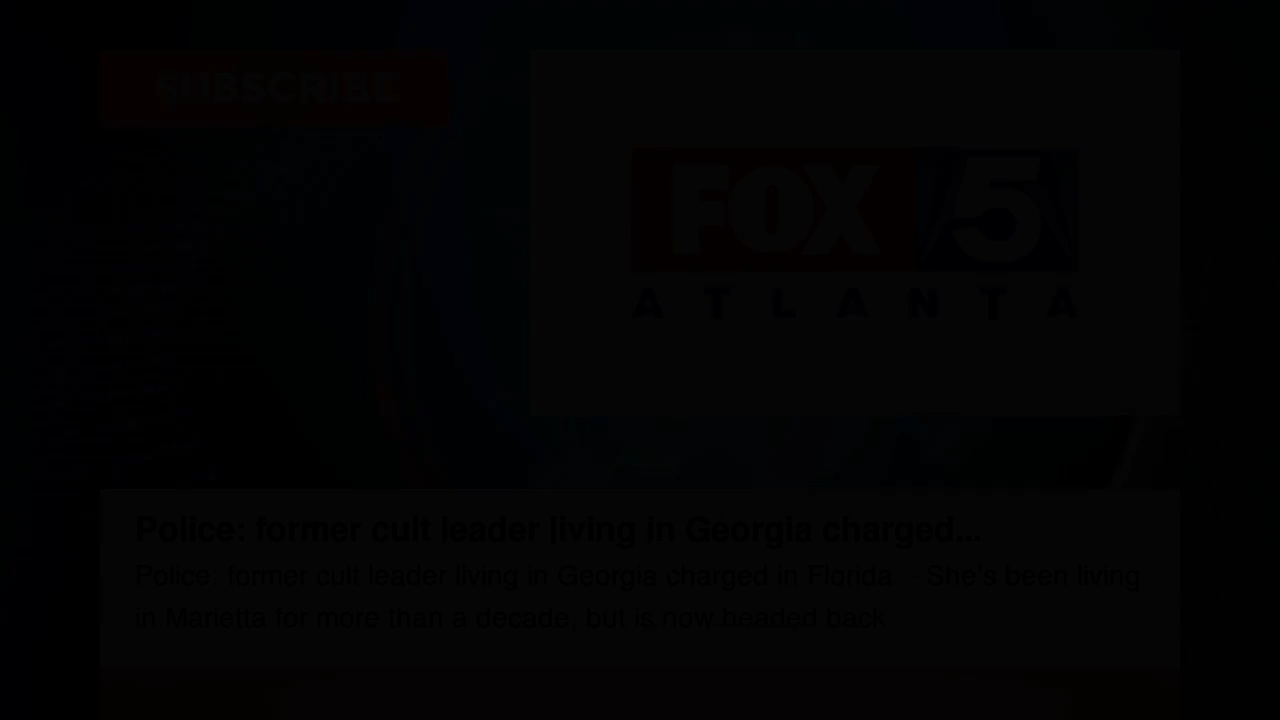 SUBSCRIBE
FOX 5
ATLANTA
Police: former cult leader living in Georgia charged...
Police: former cult leader living in Georgia charged in Florida - She's been living
in Marietta for more than a decade, but is now headed back